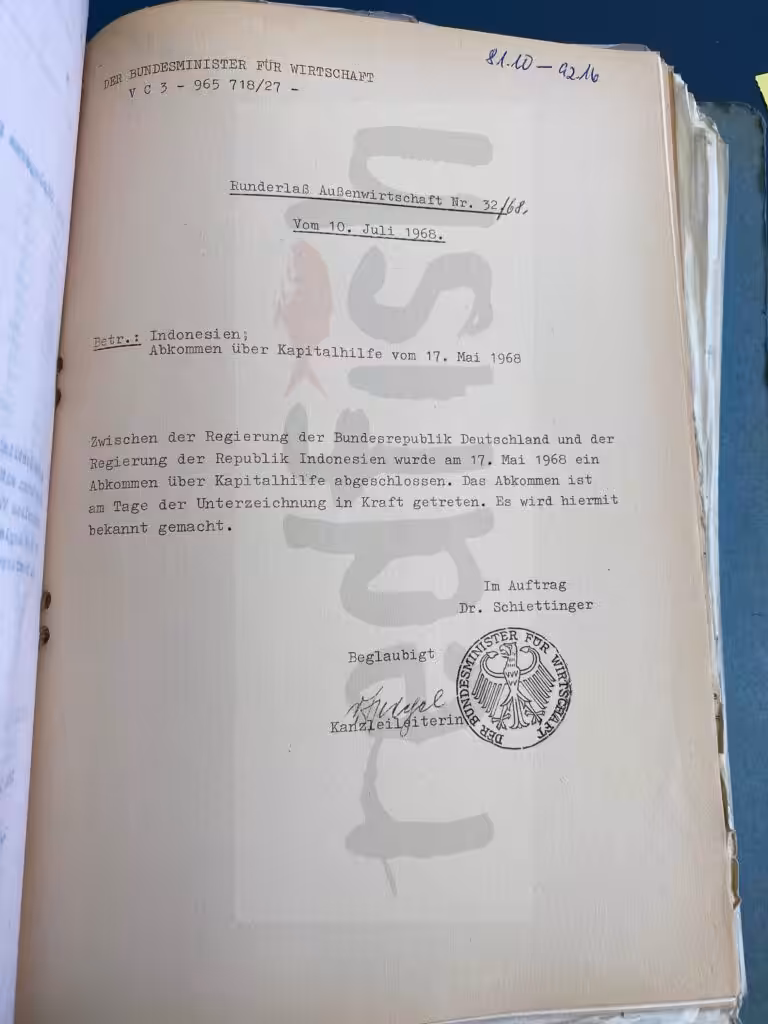 DER BUNDESMINISTER FÜR WIRTSCHAFT
V C 3 - 965 718/27 -
81.10 - 9216
Runderlaß Außenwirtschaft Nr. 32/68.
Vom 10. Juli 1968.
Betr.: Indonesien;
Abkommen über Kapitalhilfe vom 17. Mai 1968
Zwischen der Regierung der Bundesrepublik Deutschland und der
Regierung der Republik Indonesien wurde am 17. Mai 1968 ein
Abkommen über Kapitalhilfe abgeschlossen. Das Abkommen ist
am Tage der Unterzeichnung in Kraft getreten. Es wird hiermit
bekannt gemacht.
Im Auftrag
Dr. Schiettinger
Beglaubigt
Kanzleileiterin
DER BUNDESMINISTER FÜR WIRTSCHAFT
redfish